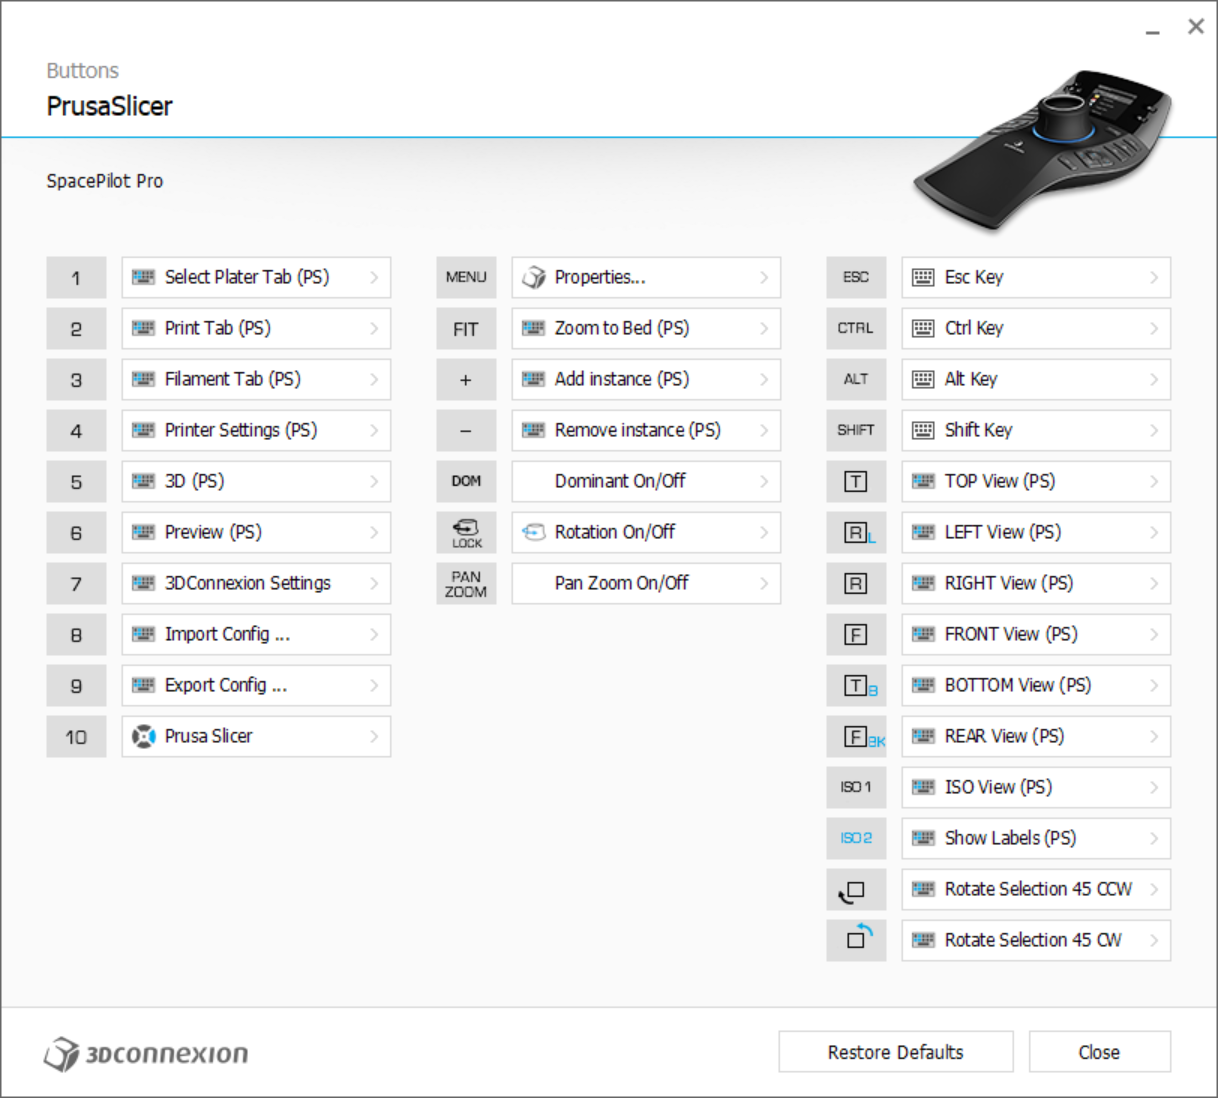 Buttons
PrusaSlicer
SpacePilot Pro
1 Select Plater Tab (PS)
2 Print Tab (PS)
3 Filament Tab (PS)
4 Printer Settings (PS)
5 3D (PS)
6 Preview (PS)
7 3DConnexion Settings
8 Import Config ...
9 Export Config ...
10 Prusa Slicer
MENU Properties...
FIT Zoom to Bed (PS)
+ Add instance (PS)
− Remove instance (PS)
DOM Dominant On/Off
LOCK Rotation On/Off
PAN
ZOOM Pan Zoom On/Off
ESC Esc Key
CTRL Ctrl Key
ALT Alt Key
SHIFT Shift Key
T TOP View (PS)
R L LEFT View (PS)
R RIGHT View (PS)
F FRONT View (PS)
T B BOTTOM View (PS)
F BK REAR View (PS)
ISO 1 ISO View (PS)
ISO 2 Show Labels (PS)
Rotate Selection 45 CCW
Rotate Selection 45 CW
3Dconnexion
Restore Defaults
Close